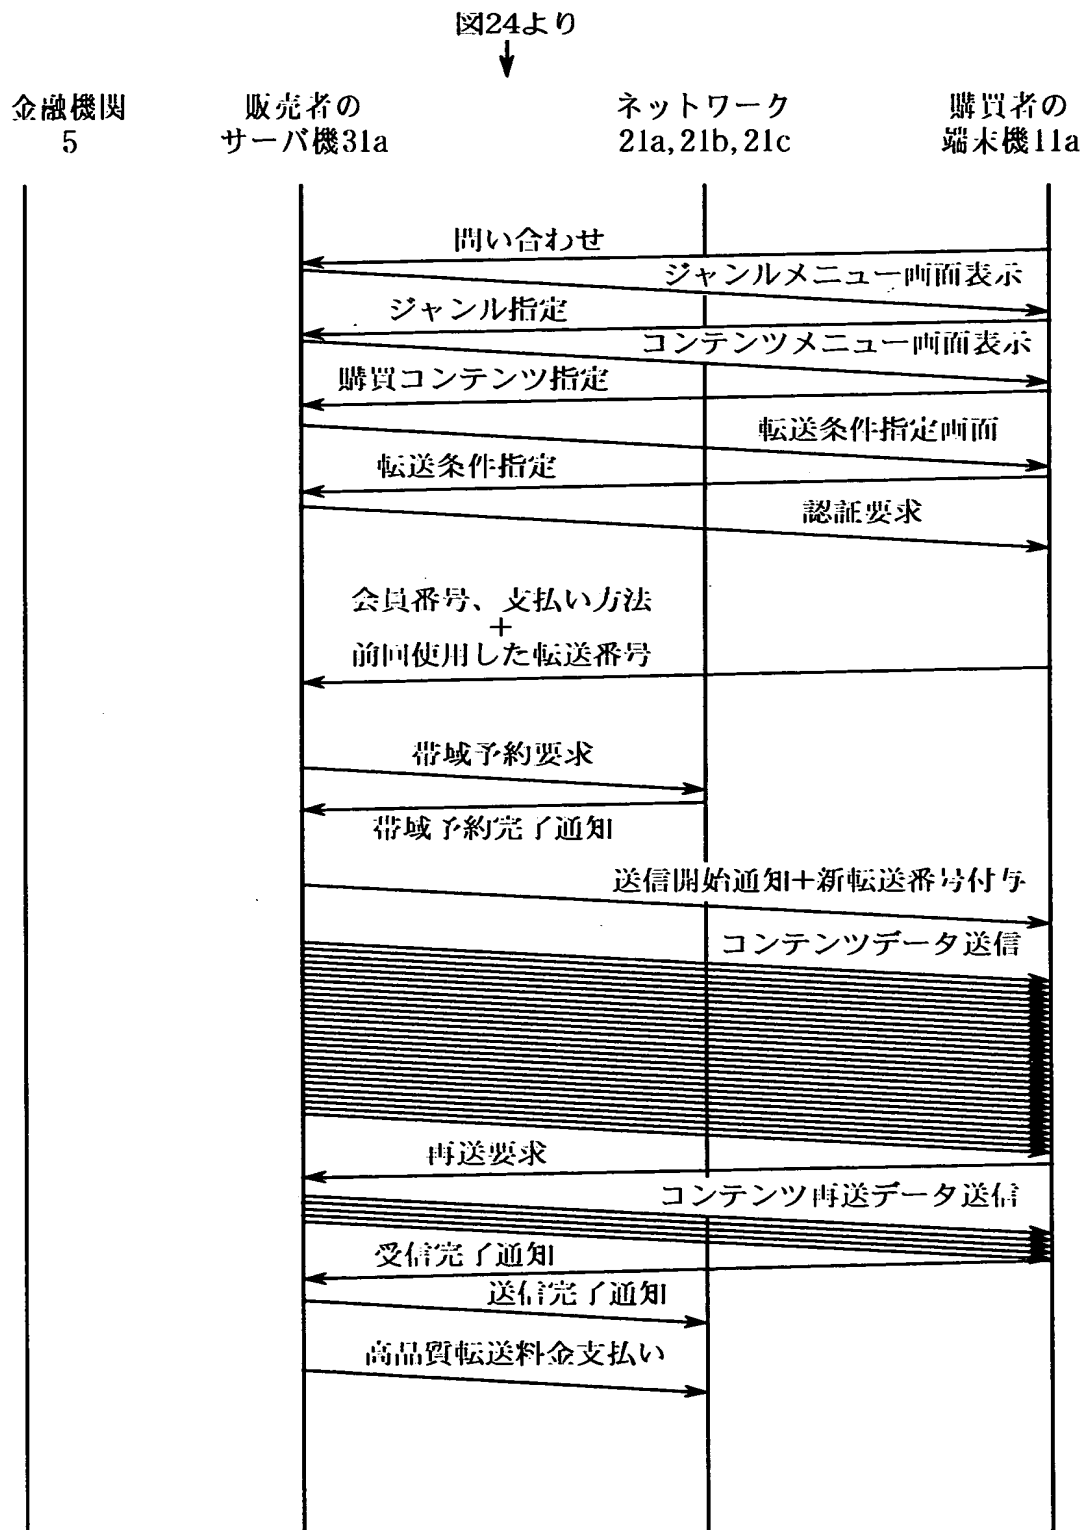 図24より
金融機関
5
販売者の
サーバ機31a
ネットワーク
21a,21b,21c
購買者の
端末機11a
問い合わせ
ジャンルメニュー画面表示
ジャンル指定
コンテンツメニュー画面表示
購買コンテンツ指定
転送条件指定画面
転送条件指定
認証要求
会員番号、支払い方法
+
前回使用した転送番号
帯域予約要求
帯域予約完了通知
送信開始通知+新転送番号付与
コンテンツデータ送信
再送要求
コンテンツ再送データ送信
受信完了通知
送信完了通知
高品質転送料金支払い